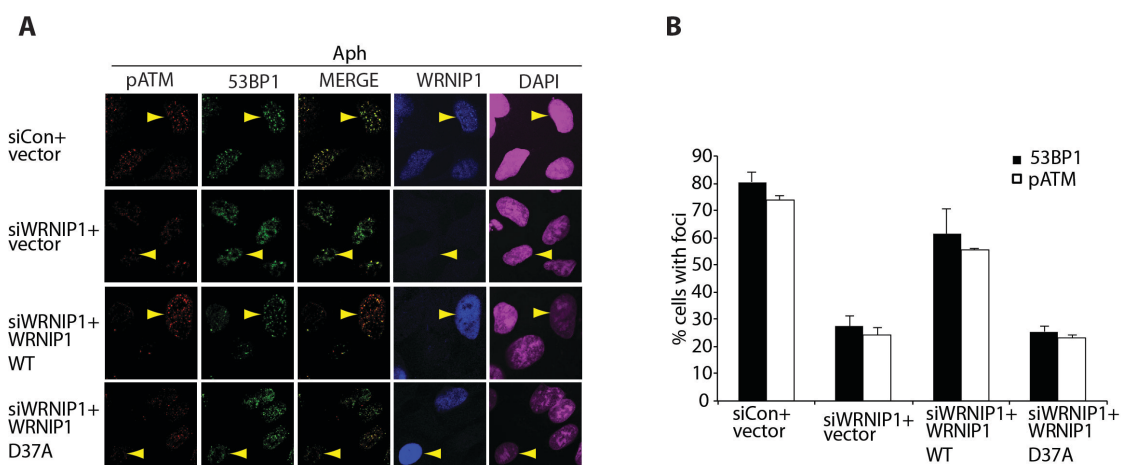 A
Aph
pATM 53BP1 MERGE WRNIP1 DAPI
siCon+
vector
siWRNIP1+
vector
siWRNIP1+
WRNIP1
WT
siWRNIP1+
WRNIP1
D37A
B
53BP1
pATM
% cells with foci
90
80
70
60
50
40
30
20
10
0
siCon+
vector
siWRNIP1+
vector
siWRNIP1+
WRNIP1
WT
siWRNIP1+
WRNIP1
D37A